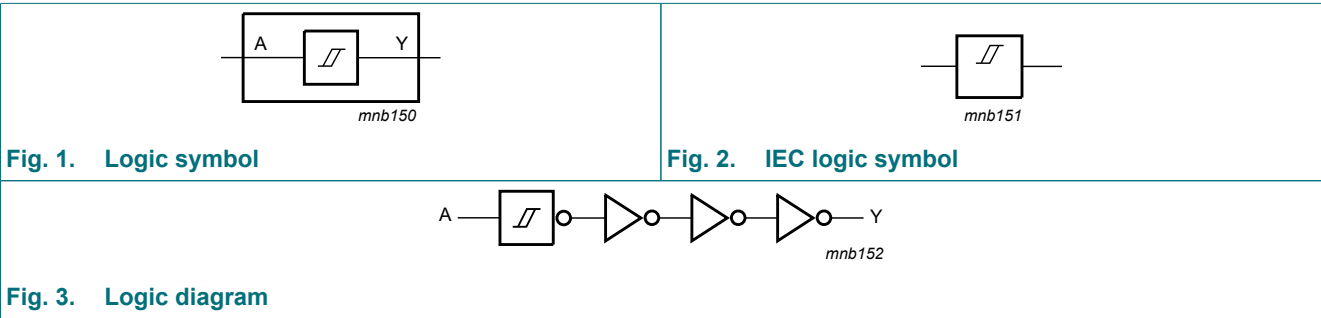 A Y
mnb150
Fig. 1. Logic symbol
mnb151
Fig. 2. IEC logic symbol
A Y
mnb152
Fig. 3. Logic diagram